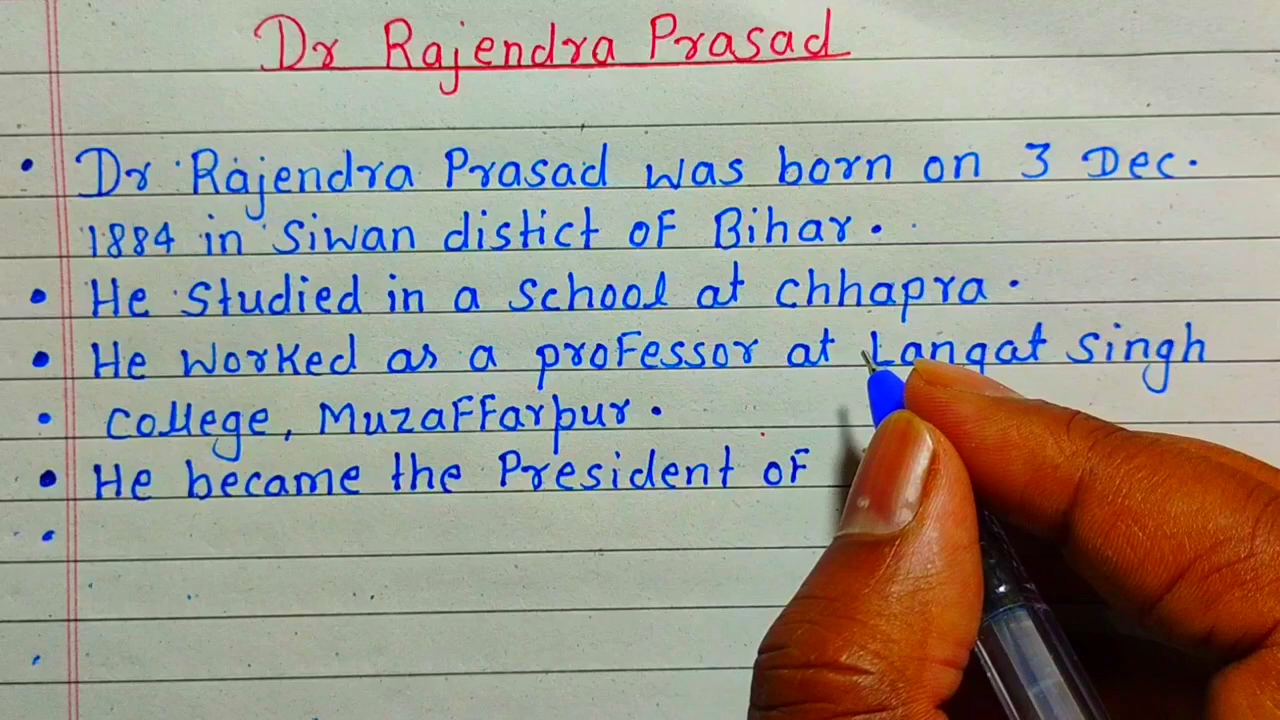 Dr Rajendra Prasad
• Dr Rajendra Prasad was born on 3 Dec.
1884 in Siwan distict of Bihar.
• He studied in a school at chhapra.
• He worked as a professor at Langat singh
• college, Muzaffarpur.
• He became the President of
•